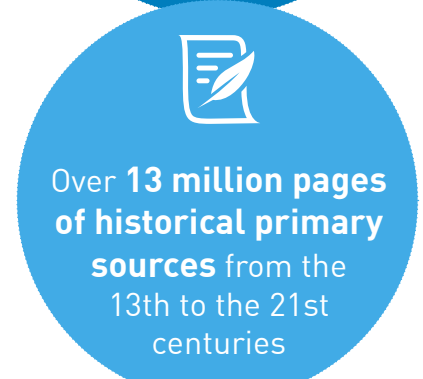 Over 13 million pages
of historical primary
sources from the
13th to the 21st
centuries